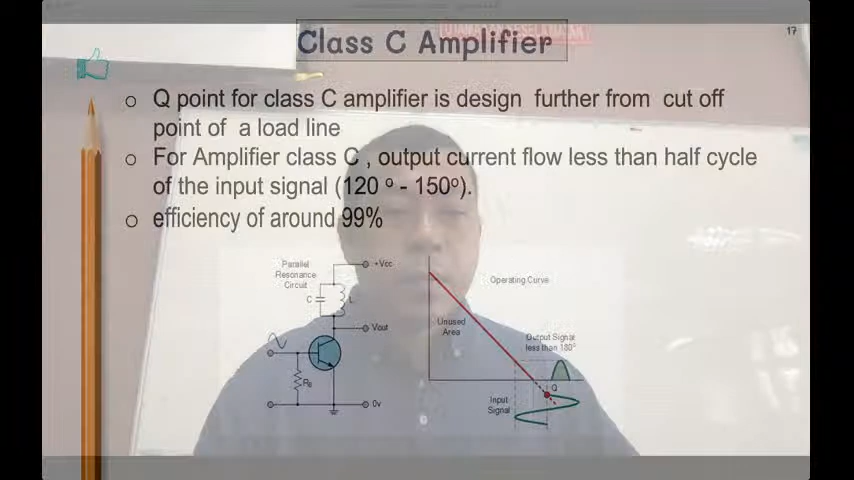 17
Class C Amplifier
Q point for class C amplifier is design further from cut off
point of a load line
For Amplifier class C , output current flow less than half cycle
of the input signal (120 º - 150º).
efficiency of around 99%
Parallel
Resonance
Circuit
+Vcc
C
L
Vout
RB
0v
Operating Curve
Unused
Area
Output Signal
less than 180°
Q
Input
Signal